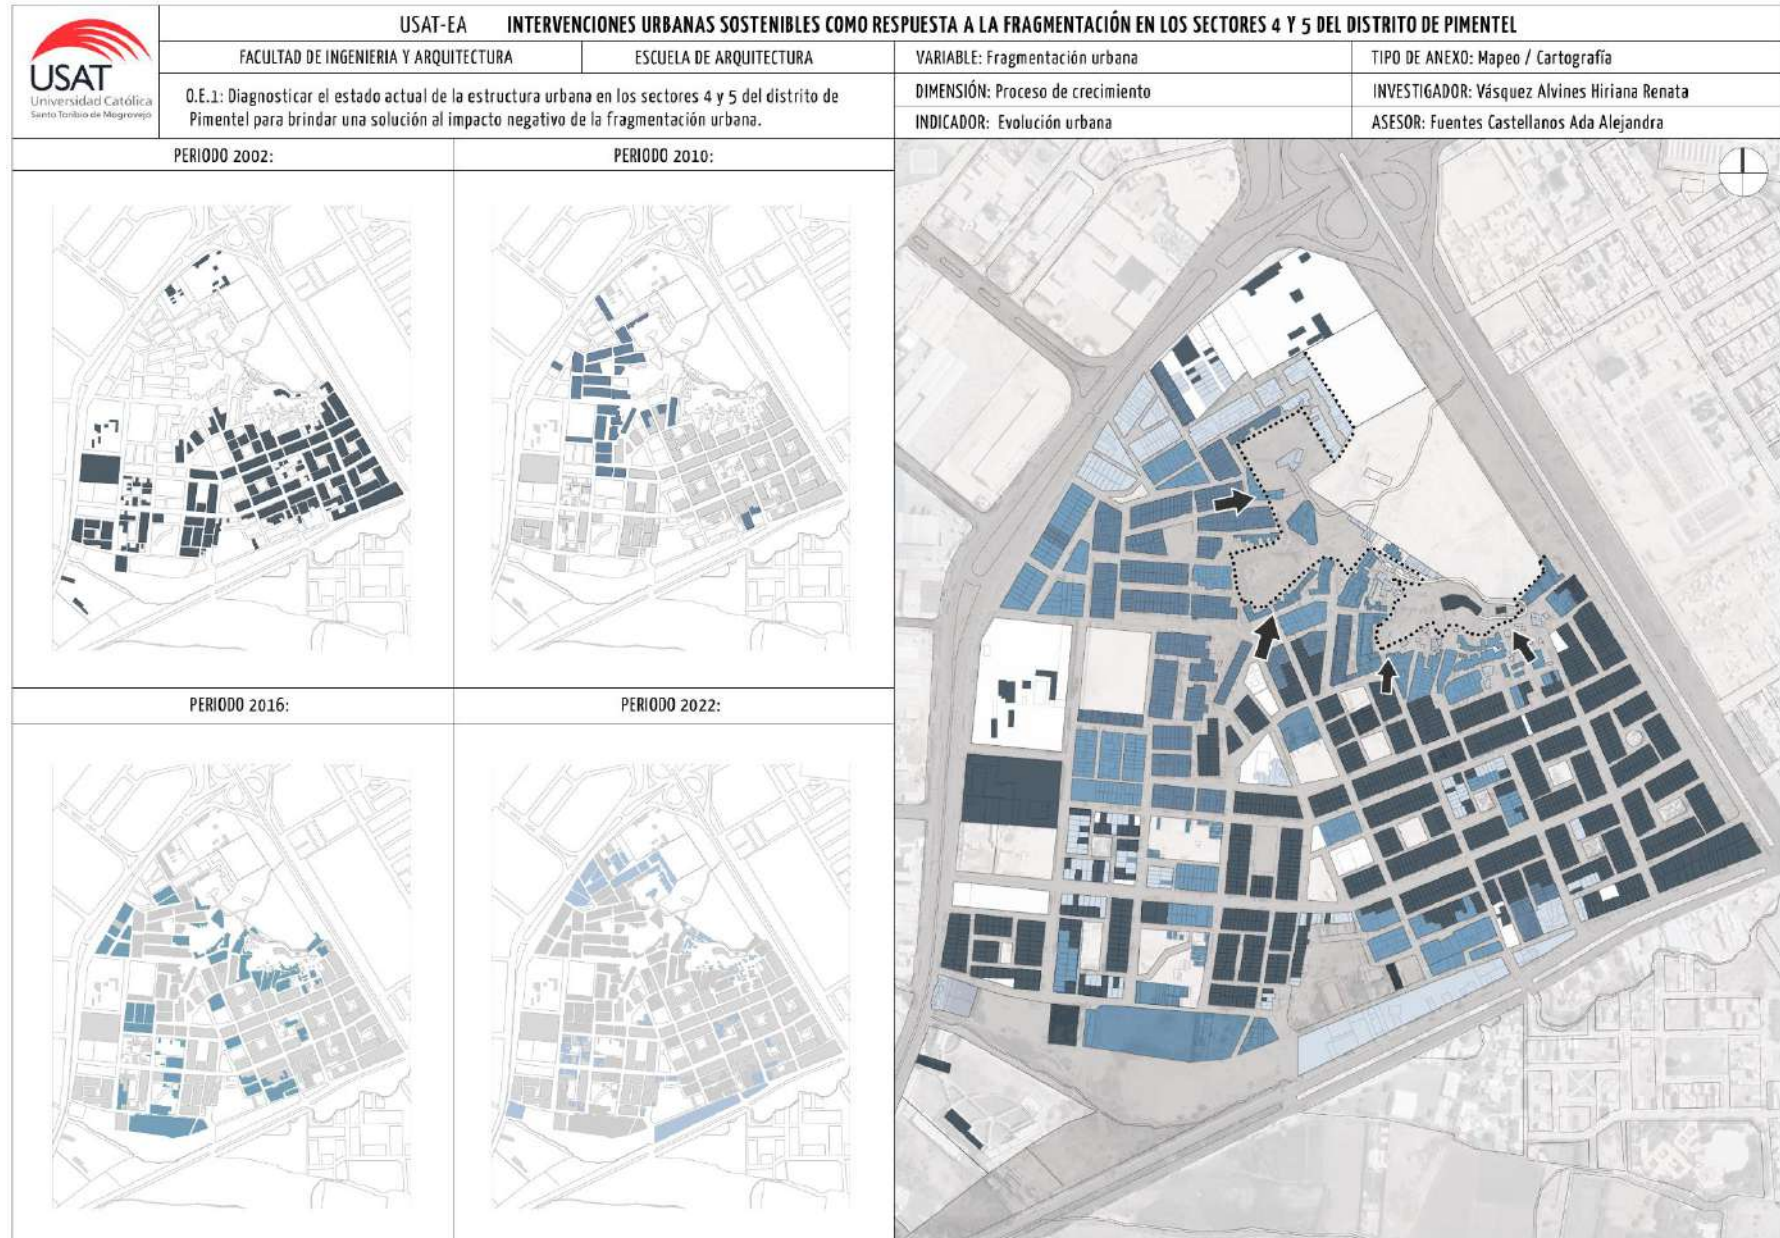 USAT-EA INTERVENCIONES URBANAS SOSTENIBLES COMO RESPUESTA A LA FRAGMENTACIÓN EN LOS SECTORES 4 Y 5 DEL DISTRITO DE PIMENTEL
USAT
Universidad Católica
Santo Toribio de Mogrovejo
FACULTAD DE INGENIERIA Y ARQUITECTURA
ESCUELA DE ARQUITECTURA
O.E.1: Diagnosticar el estado actual de la estructura urbana en los sectores 4 y 5 del distrito de
Pimentel para brindar una solución al impacto negativo de la fragmentación urbana.
VARIABLE: Fragmentación urbana
TIPO DE ANEXO: Mapeo / Cartografía
DIMENSIÓN: Proceso de crecimiento
INVESTIGADOR: Vásquez Alvines Hiriana Renata
INDICADOR: Evolución urbana
ASESOR: Fuentes Castellanos Ada Alejandra
PERIODO 2002:
PERIODO 2010:
PERIODO 2016:
PERIODO 2022: